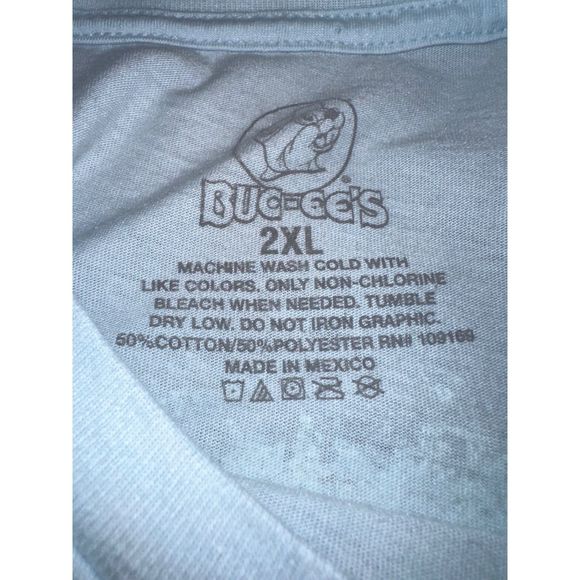 BUC-EE'S
2XL
MACHINE WASH COLD WITH
LIKE COLORS. ONLY NON-CHLORINE
BLEACH WHEN NEEDED. TUMBLE
DRY LOW. DO NOT IRON GRAPHIC.
50%COTTON/50%POLYESTER RN# 109169
MADE IN MEXICO